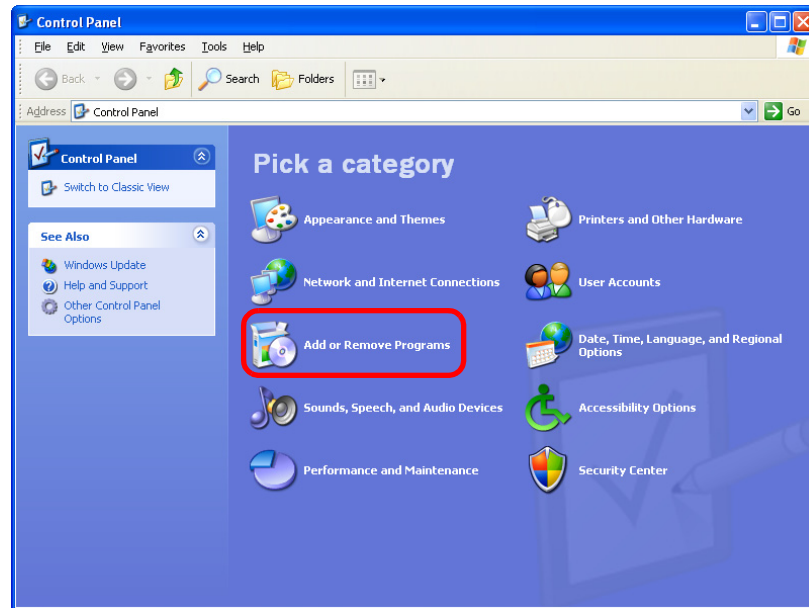 Control Panel
File Edit View Favorites Tools Help
Back Search Folders
Address Control Panel Go
Control Panel
Switch to Classic View
See Also
Windows Update
Help and Support
Other Control Panel
Options
Pick a category
Appearance and Themes
Printers and Other Hardware
Network and Internet Connections
User Accounts
Add or Remove Programs
Date, Time, Language, and Regional
Options
Sounds, Speech, and Audio Devices
Accessibility Options
Performance and Maintenance
Security Center